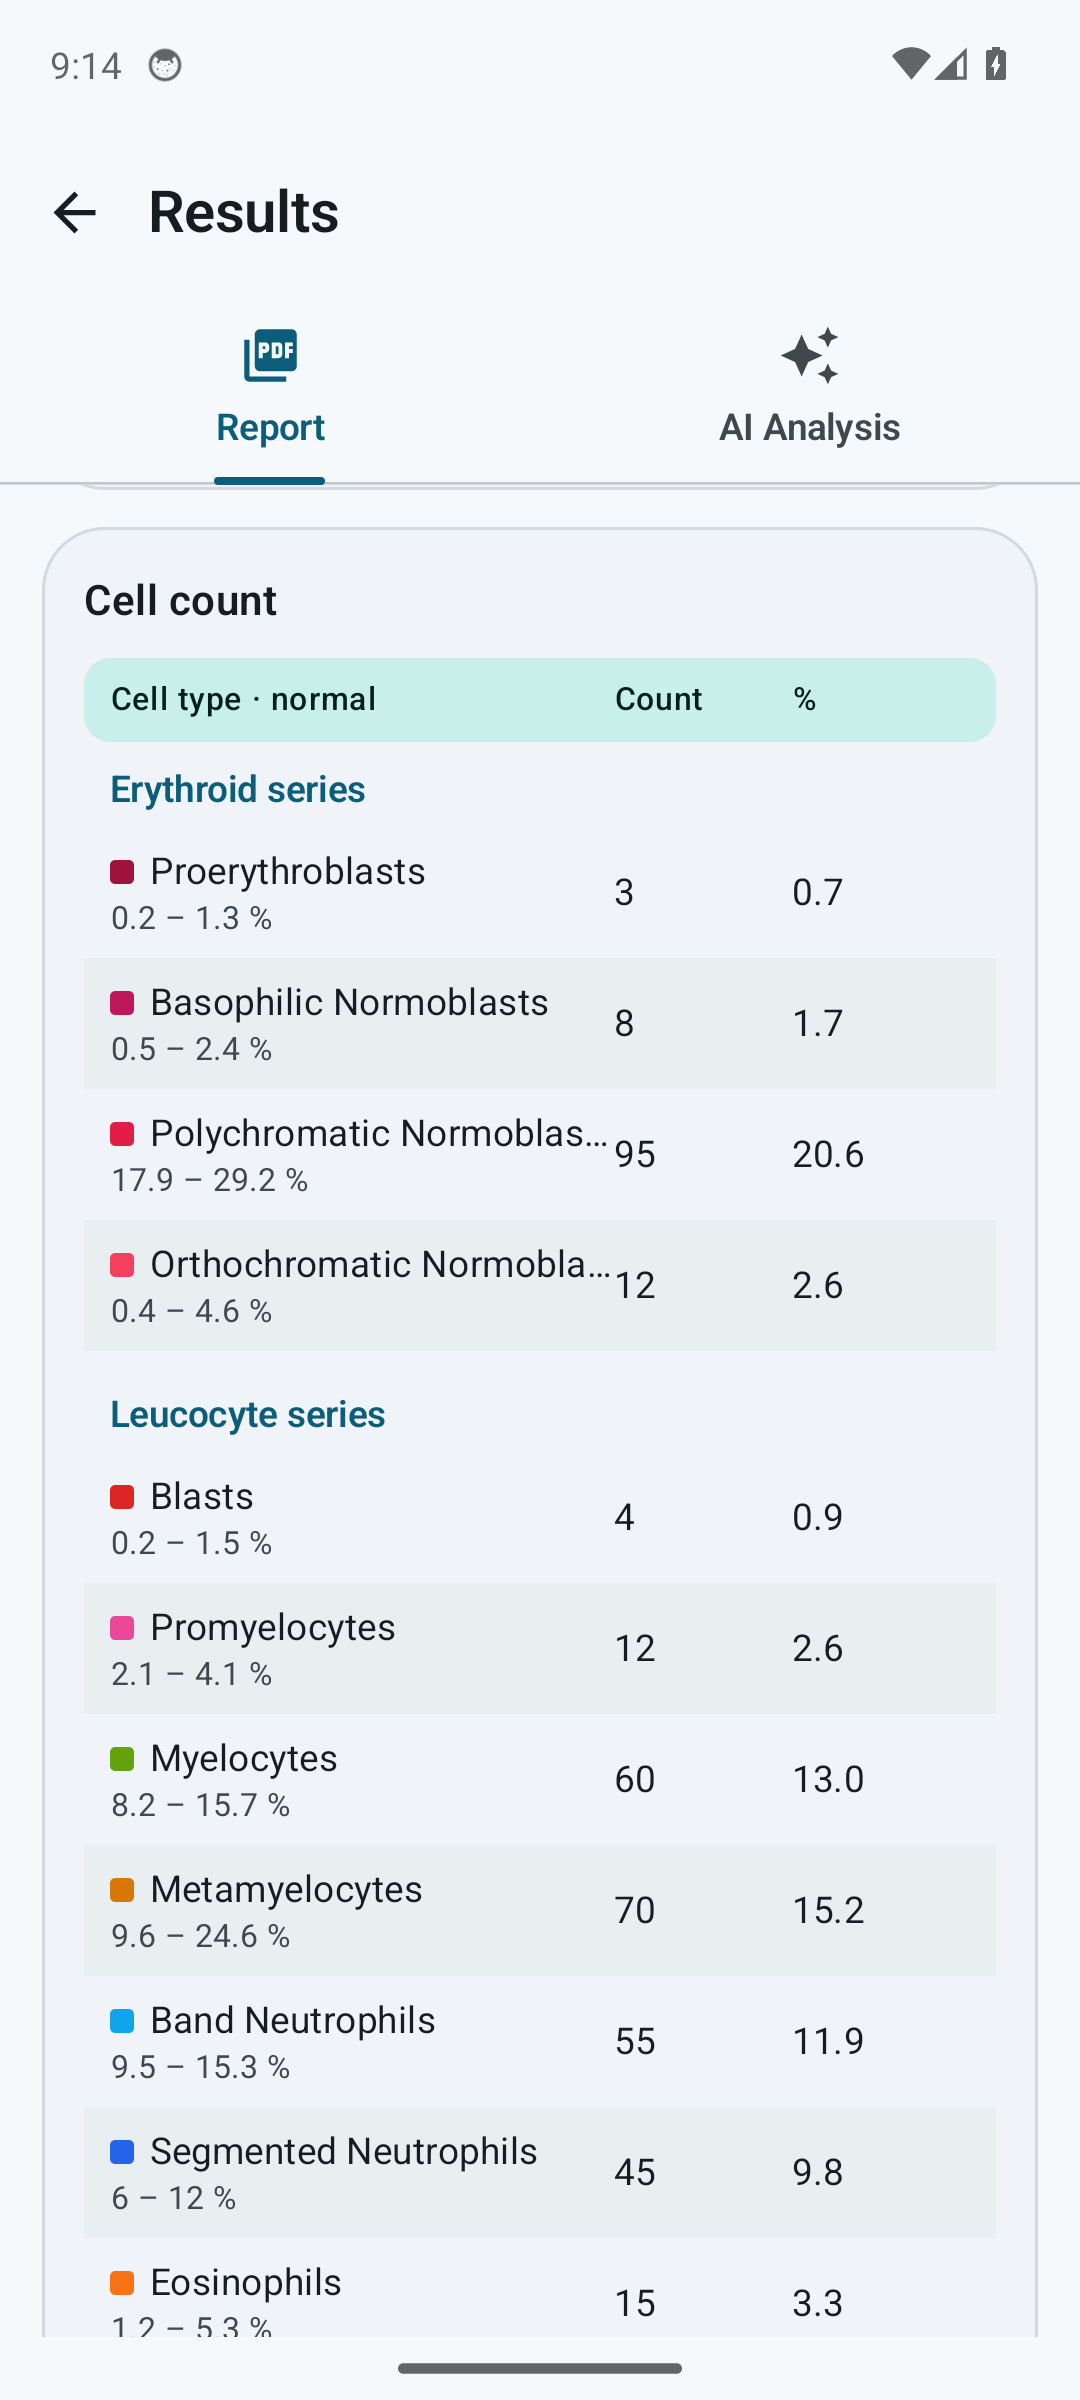 9:14
Results
PDF
Report
AI Analysis
Cell count
Cell type · normal Count %
Erythroid series
Proerythroblasts 3 0.7
0.2 – 1.3 %
Basophilic Normoblasts 8 1.7
0.5 – 2.4 %
Polychromatic Normoblas... 95 20.6
17.9 – 29.2 %
Orthochromatic Normobla... 12 2.6
0.4 – 4.6 %
Leucocyte series
Blasts 4 0.9
0.2 – 1.5 %
Promyelocytes 12 2.6
2.1 – 4.1 %
Myelocytes 60 13.0
8.2 – 15.7 %
Metamyelocytes 70 15.2
9.6 – 24.6 %
Band Neutrophils 55 11.9
9.5 – 15.3 %
Segmented Neutrophils 45 9.8
6 – 12 %
Eosinophils 15 3.3
1.2 – 5.3 %